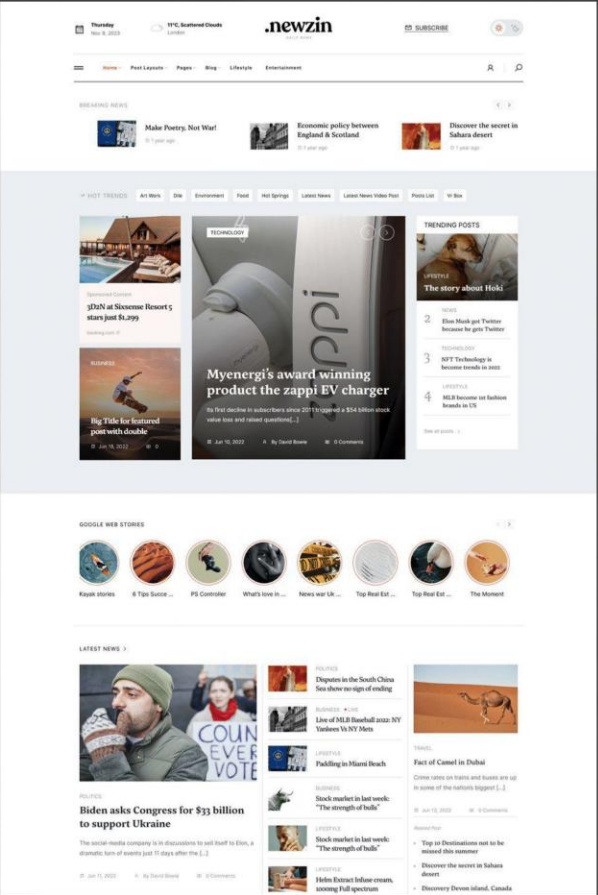 Thursday
Nov 9, 2023
11°C, Scattered Clouds
London
.newzin
SUBSCRIBE
Home
Post Layouts
Pages
Blog
Lifestyle
Entertainment
BREAKING NEWS
Make Poetry, Not War!
1 year ago
Economic policy between
England & Scotland
1 year ago
Discover the secret in
Sahara desert
1 year ago
HOT TRENDS
Art Work
Dile
Environment
Food
Hot Springs
Latest News
Latest News Video Post
Posts List
Vr Box
Sponsored Content
3D2N at Sixsense Resort 5
stars just $1,299
booking.com
BUSINESS
Big Title for featured
post with double
Jun 19, 2022
0
TECHNOLOGY
zappi
Myenergi's award winning
product the zappi EV charger
Its first decline in subscribers since 2011 triggered a $54 billion stock
value loss and raised questions[...]
Jun 10, 2022
By David Bowie
0 Comments
TRENDING POSTS
LIFESTYLE
The story about Hoki
2
NEWS
Elon Musk got Twitter
because he gets Twitter
3
TECHNOLOGY
NFT Technology is
become trends in 2022
4
LIFESTYLE
MLB become 1st fashion
brands in US
See all posts
GOOGLE WEB STORIES
Kayak stories
6 Tips Succe ...
PS Controller
What's love in ...
News war Uk ...
Top Real Est ...
Top Real Est ...
The Moment
LATEST NEWS
COUN
EVER
VOTE
POLITICS
Biden asks Congress for $33 billion
to support Ukraine
The social-media company is in discussions to sell itself to Elon, a
dramatic turn of events just 11 days after the [...]
Jun 11, 2022
By David Bowie
0 Comments
POLITICS
Disputes in the South China
Sea show no sign of ending
BUSINESS
LIVE
Live of MLB Baseball 2022: NY
Yankees Vs NY Mets
LIFESTYLE
Paddling in Miami Beach
BUSINESS
Stock market in last week:
"The strength of bulls"
LIFESTYLE
Stock market in last week:
"The strength of bulls"
LIFESTYLE
Helm Extract Infuse cream,
1000mg Full spectrum
TRAVEL
Fact of Camel in Dubai
Crime rates on trains and buses are up
in some of the nation's biggest [...]
Jun 13, 2022
0 Comments
Related Post
Top 10 Destinations not to be
missed this summer
Discover the secret in Sahara
desert
Discovery Devon island, Canada